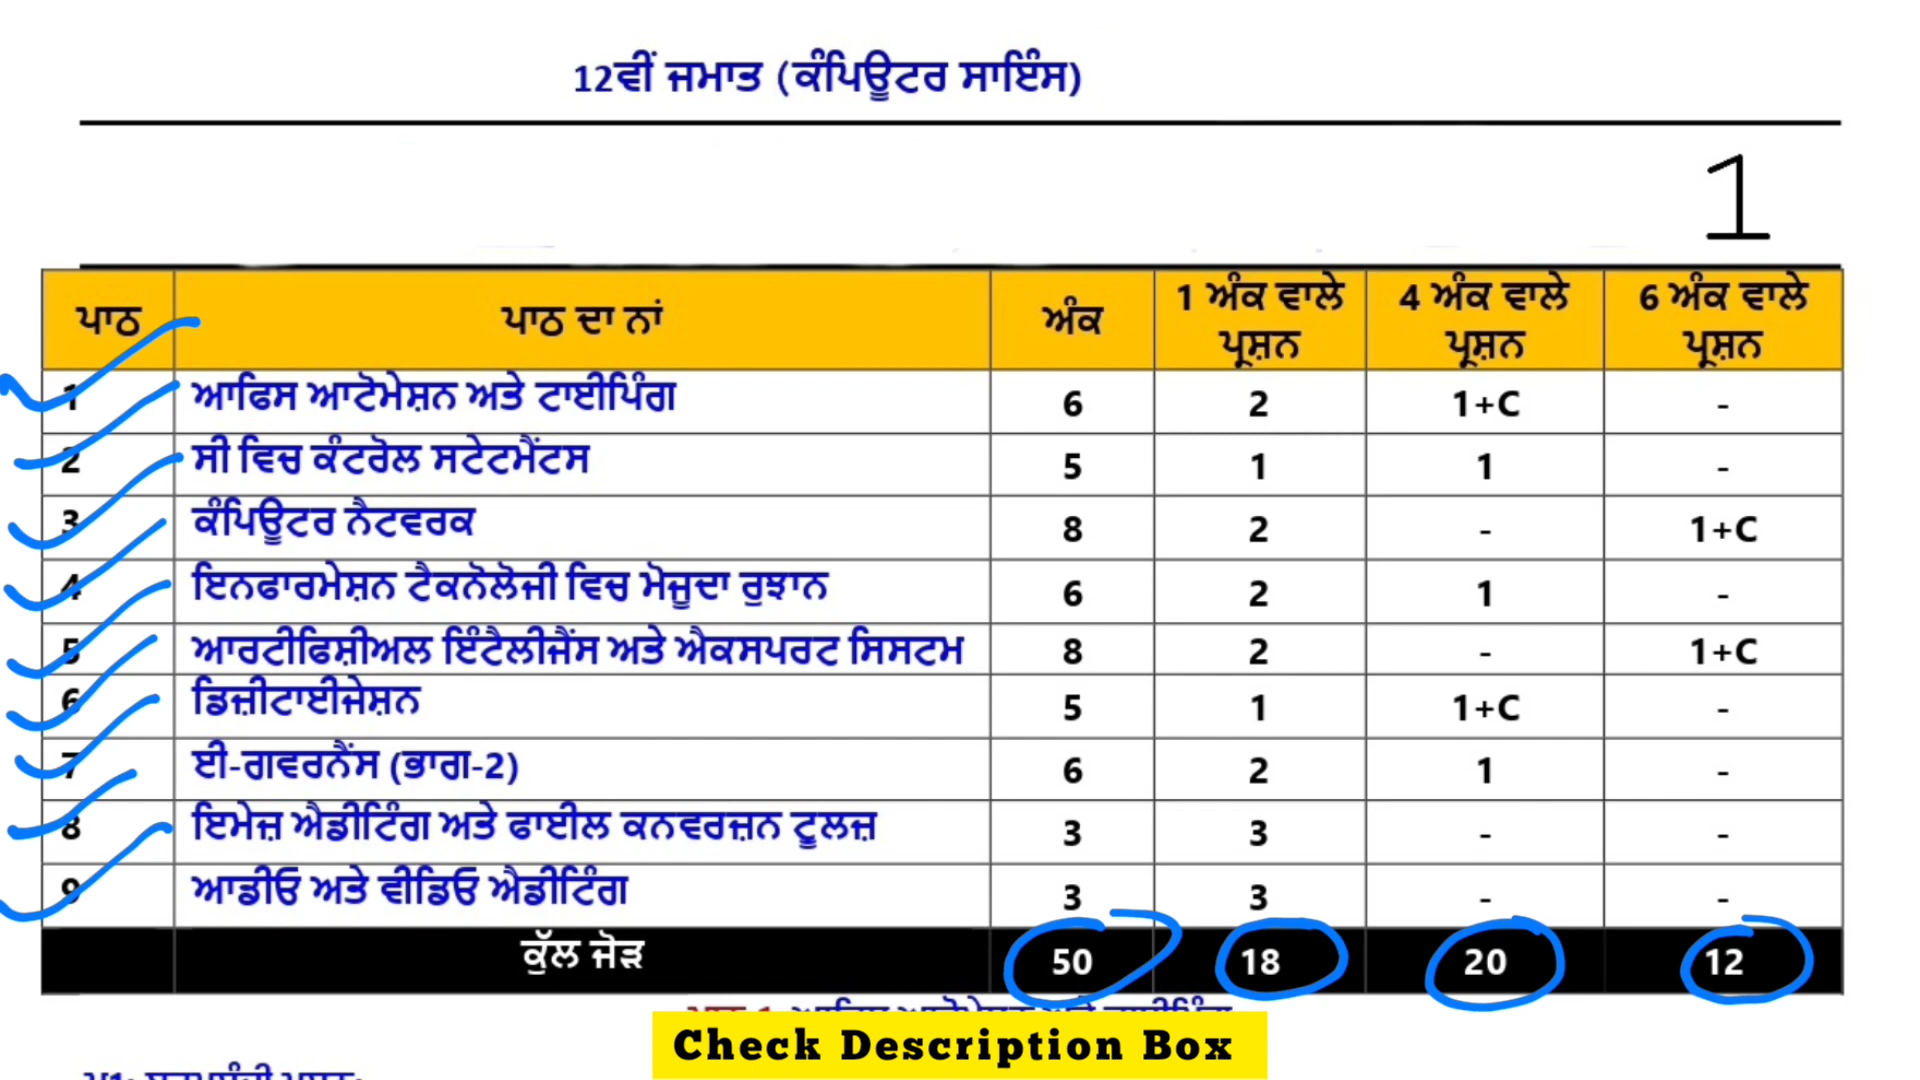 12ਵੀਂ ਜਮਾਤ (ਕੰਪਿਊਟਰ ਸਾਇੰਸ)
1
ਪਾਠ ਪਾਠ ਦਾ ਨਾਂ ਅੰਕ 1 ਅੰਕ ਵਾਲੇ ਪ੍ਰਸ਼ਨ 4 ਅੰਕ ਵਾਲੇ ਪ੍ਰਸ਼ਨ 6 ਅੰਕ ਵਾਲੇ ਪ੍ਰਸ਼ਨ
1 ਆਫਿਸ ਆਟੋਮੇਸ਼ਨ ਅਤੇ ਟਾਈਪਿੰਗ 6 2 1+C -
2 ਸੀ ਵਿਚ ਕੰਟਰੋਲ ਸਟੇਟਮੈਂਟਸ 5 1 1 -
3 ਕੰਪਿਊਟਰ ਨੈਟਵਰਕ 8 2 - 1+C
4 ਇਨਫਾਰਮੇਸ਼ਨ ਟੈਕਨੋਲੋਜੀ ਵਿਚ ਮੋਜੂਦਾ ਰੁਝਾਨ 6 2 1 -
5 ਆਰਟੀਫਿਸ਼ੀਅਲ ਇੰਟੈਲੀਜੈਂਸ ਅਤੇ ਐਕਸਪਰਟ ਸਿਸਟਮ 8 2 - 1+C
6 ਡਿਜ਼ੀਟਾਈਜੇਸ਼ਨ 5 1 1+C -
7 ਈ-ਗਵਰਨੈਂਸ (ਭਾਗ-2) 6 2 1 -
8 ਇਮੇਜ਼ ਐਡੀਟਿੰਗ ਅਤੇ ਫਾਈਲ ਕਨਵਰਜ਼ਨ ਟੂਲਜ਼ 3 3 - -
9 ਆਡੀਓ ਅਤੇ ਵੀਡਿਓ ਐਡੀਟਿੰਗ 3 3 - -
ਕੁੱਲ ਜੋੜ 50 18 20 12
Check Description Box